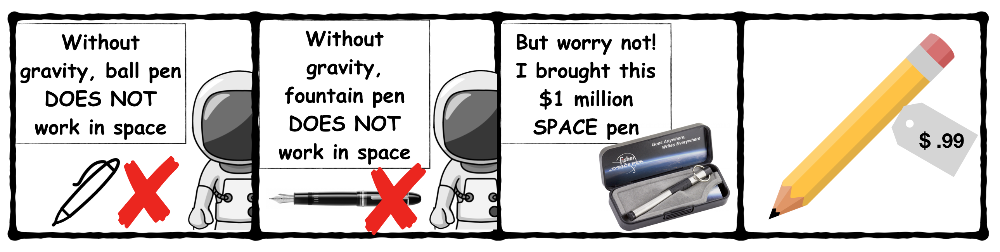 Without
gravity, ball pen
DOES NOT
work in space
Without
gravity,
fountain pen
DOES NOT
work in space
But worry not!
I brought this
$1 million
SPACE pen
Goes Anywhere,
Writes Everywhere
fisher
SPACE PEN
$ .99